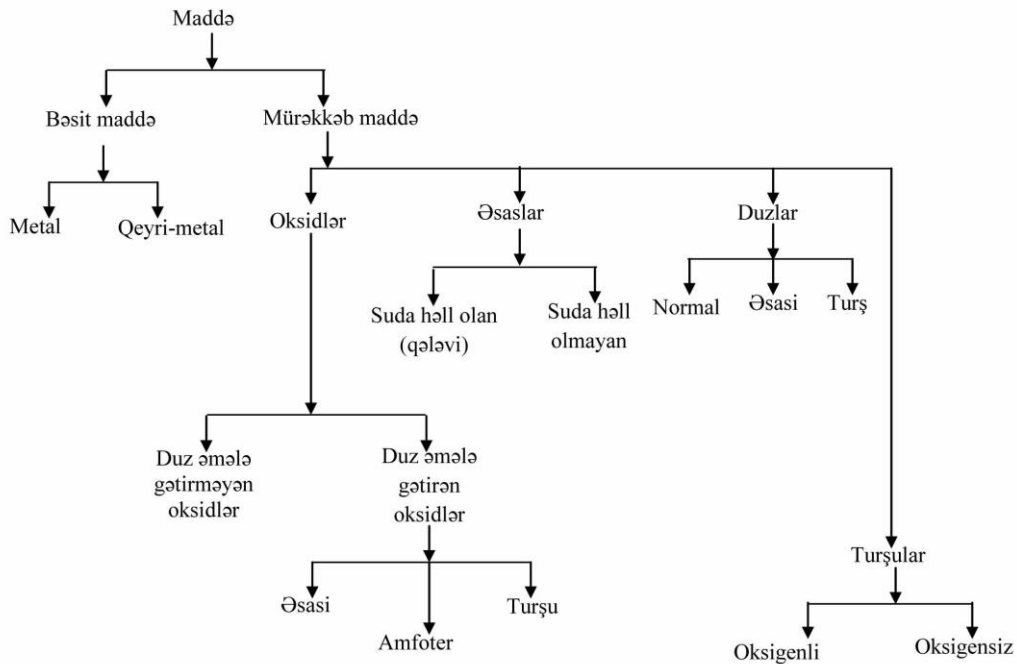 Maddə
Bəsit maddə
Mürəkkəb maddə
Metal
Qeyri-metal
Oksidlər
Əsaslar
Duzlar
Suda həll olan
(qələvi)
Suda həll
olmayan
Normal
Əsasi
Turş
Duz əmələ
gətirməyən
oksidlər
Duz əmələ
gətirən
oksidlər
Əsasi
Amfoter
Turşu
Turşular
Oksigenli
Oksigensiz